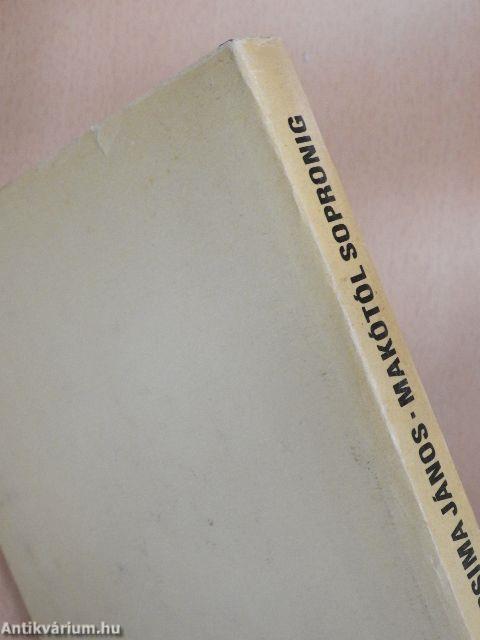 CSIMA JÁNOS · MAKÓTÓL SOPRONIG
Antikvárium.hu